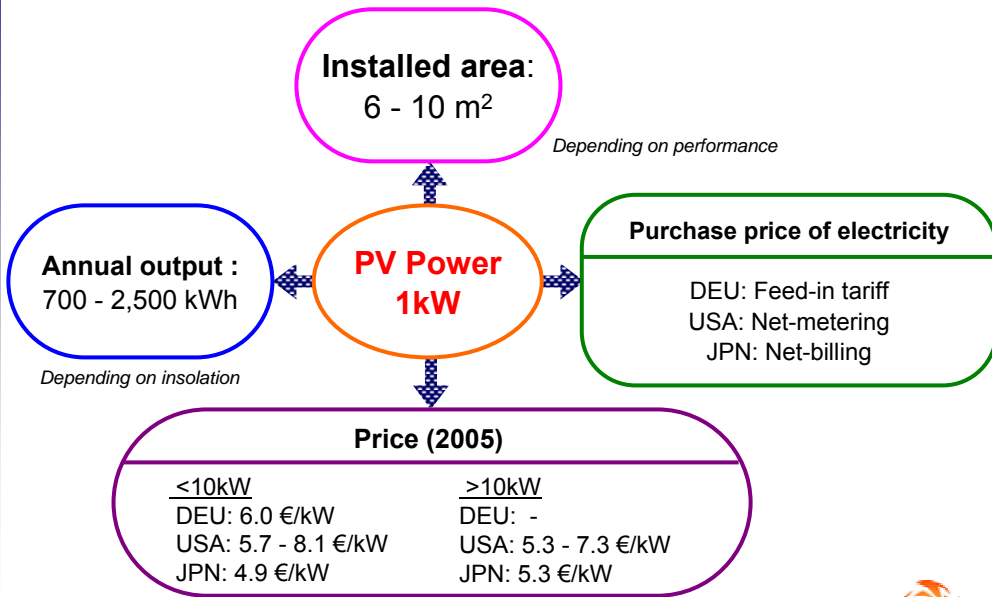 Installed area:
6 - 10 m²
Depending on performance
Annual output :
700 - 2,500 kWh
Depending on insolation
PV Power
1kW
Purchase price of electricity
DEU: Feed-in tariff
USA: Net-metering
JPN: Net-billing
Price (2005)
<10kW
DEU: 6.0 €/kW
USA: 5.7 - 8.1 €/kW
JPN: 4.9 €/kW
>10kW
DEU: -
USA: 5.3 - 7.3 €/kW
JPN: 5.3 €/kW